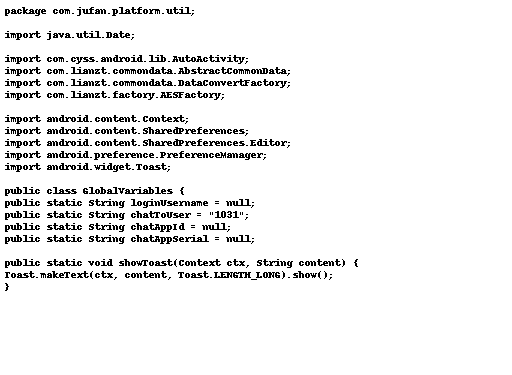 package com.jufan.platform.util;

import java.util.Date;

import com.cyss.android.lib.AutoActivity;
import com.lianzt.commondata.AbstractCommonData;
import com.lianzt.commondata.DataConvertFactory;
import com.lianzt.factory.AESFactory;

import android.content.Context;
import android.content.SharedPreferences;
import android.content.SharedPreferences.Editor;
import android.preference.PreferenceManager;
import android.widget.Toast;

public class GlobalVariables {
public static String loginUsername = null;
public static String chatToUser = "1031";
public static String chatAppId = null;
public static String chatAppSerial = null;

public static void showToast(Context ctx, String content) {
Toast.makeText(ctx, content, Toast.LENGTH_LONG).show();
}